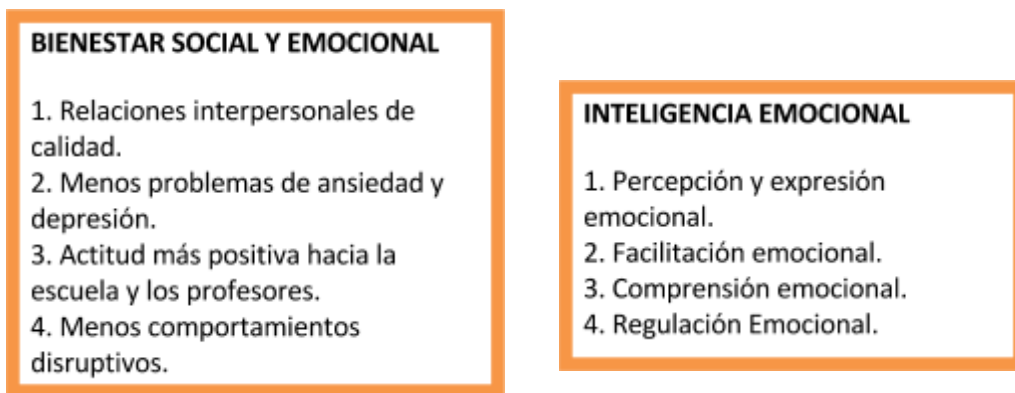 BIENESTAR SOCIAL Y EMOCIONAL
1. Relaciones interpersonales de
calidad.
2. Menos problemas de ansiedad y
depresión.
3. Actitud más positiva hacia la
escuela y los profesores.
4. Menos comportamientos
disruptivos.
INTELIGENCIA EMOCIONAL
1. Percepción y expresión
emocional.
2. Facilitación emocional.
3. Comprensión emocional.
4. Regulación Emocional.